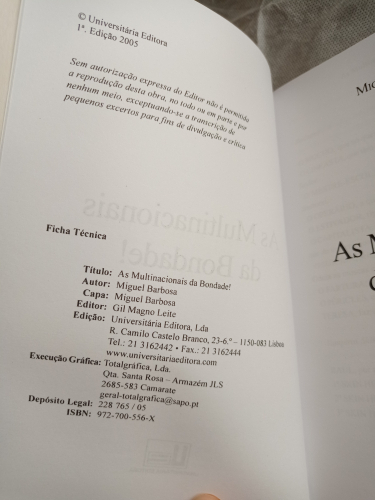 © Universitária Editora
1ª. Edição 2005
Sem autorização expressa do Editor não é permitida
a reprodução desta obra, no todo ou em parte e por
nenhum meio, exceptuando-se a transcrição de
pequenos excertos para fins de divulgação e crítica
As Multinacionais
da Bondade!
Ficha Técnica
Título: As Multinacionais da Bondade!
Autor: Miguel Barbosa
Capa: Miguel Barbosa
Editor: Gil Magno Leite
Edição: Universitária Editora, Lda
R. Camilo Castelo Branco, 23-6.º – 1150-083 Lisboa
Tel.: 21 3162442 • Fax.: 21 3162444
www.universitariaeditora.com
Execução Gráfica: Totalgráfica, Lda.
Qta. Santa Rosa – Armazém JLS
2685-583 Camarate
geral-totalgrafica@sapo.pt
Depósito Legal: 228 765 / 05
ISBN: 972-700-556-X
As